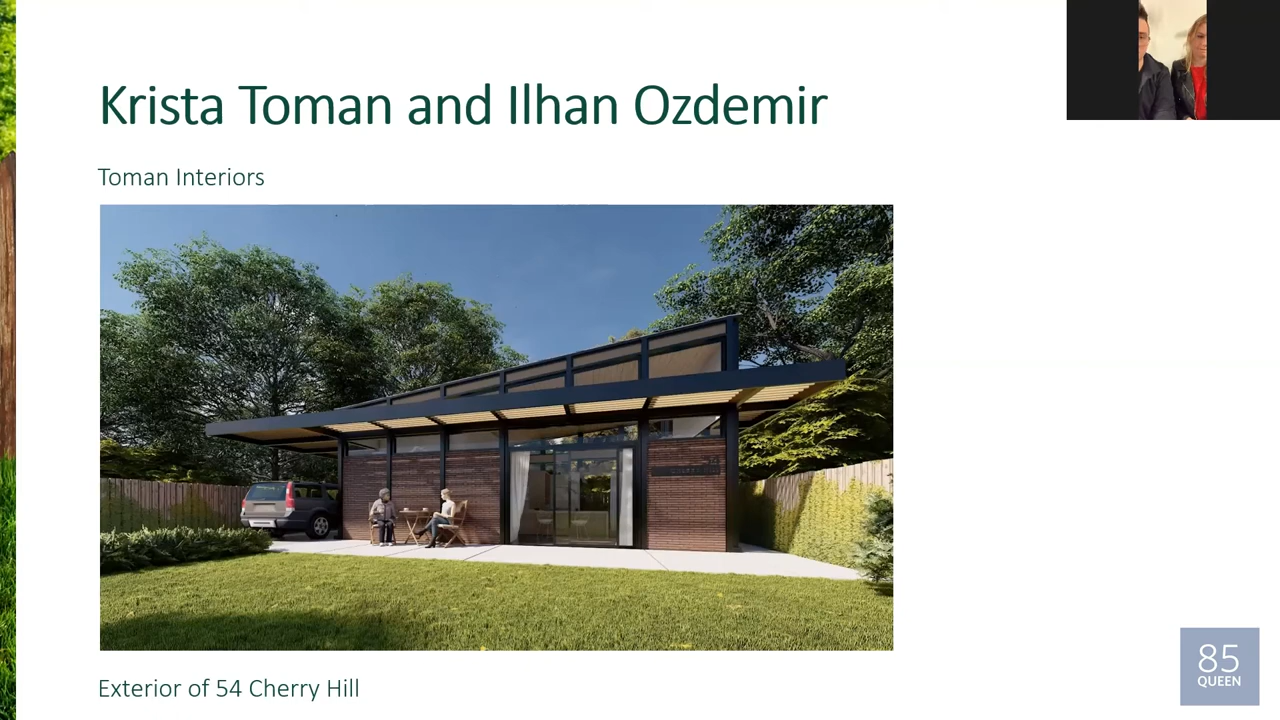 Krista Toman and Ilhan Ozdemir
Toman Interiors
Exterior of 54 Cherry Hill
85
QUEEN